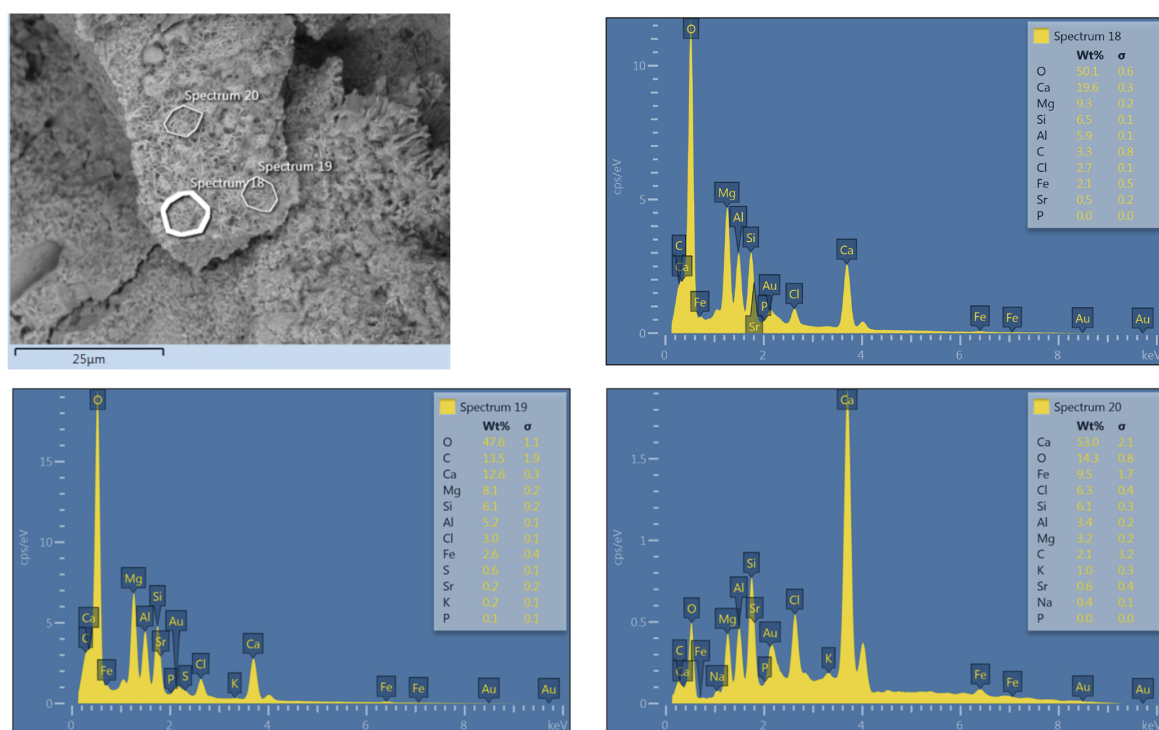 Spectrum 20
Spectrum 19
Spectrum 18
25µm
Spectrum 18
Wt% σ
O 50.1 0.6
Ca 19.6 0.3
Mg 9.3 0.2
Si 6.5 0.1
Al 5.9 0.1
C 3.3 0.8
Cl 2.7 0.1
Fe 2.1 0.5
Sr 0.5 0.2
P 0.0 0.0
cps/eV
10
5
0
O
Mg
Al
Si
C
Ca
Fe
Sr
P
Au
Cl
Ca
Fe
Fe
Au
Au
0 2 4 6 8 keV
Spectrum 19
Wt% σ
O 47.6 1.1
C 13.5 1.9
Ca 12.6 0.3
Mg 8.1 0.2
Si 6.1 0.2
Al 5.2 0.1
Cl 3.0 0.1
Fe 2.6 0.4
S 0.6 0.1
Sr 0.2 0.2
K 0.2 0.1
P 0.1 0.1
cps/eV
15
10
5
0
O
Mg
Si
Ca
Al
Au
C
Sr
Fe
P
S
Cl
K
Ca
Fe
Fe
Au
Au
0 2 4 6 8 keV
Spectrum 20
Wt% σ
Ca 53.0 2.1
O 14.3 0.8
Fe 9.5 1.7
Cl 6.3 0.4
Si 6.1 0.3
Al 3.4 0.2
Mg 3.2 0.2
C 2.1 3.2
K 1.0 0.3
Sr 0.6 0.4
Na 0.4 0.1
P 0.0 0.0
cps/eV
1.5
1
0.5
0
Ca
Si
Al
Sr
O
Mg
Cl
Au
C
Fe
Ca
Na
P
K
Fe
Fe
Au
Au
0 2 4 6 8 keV